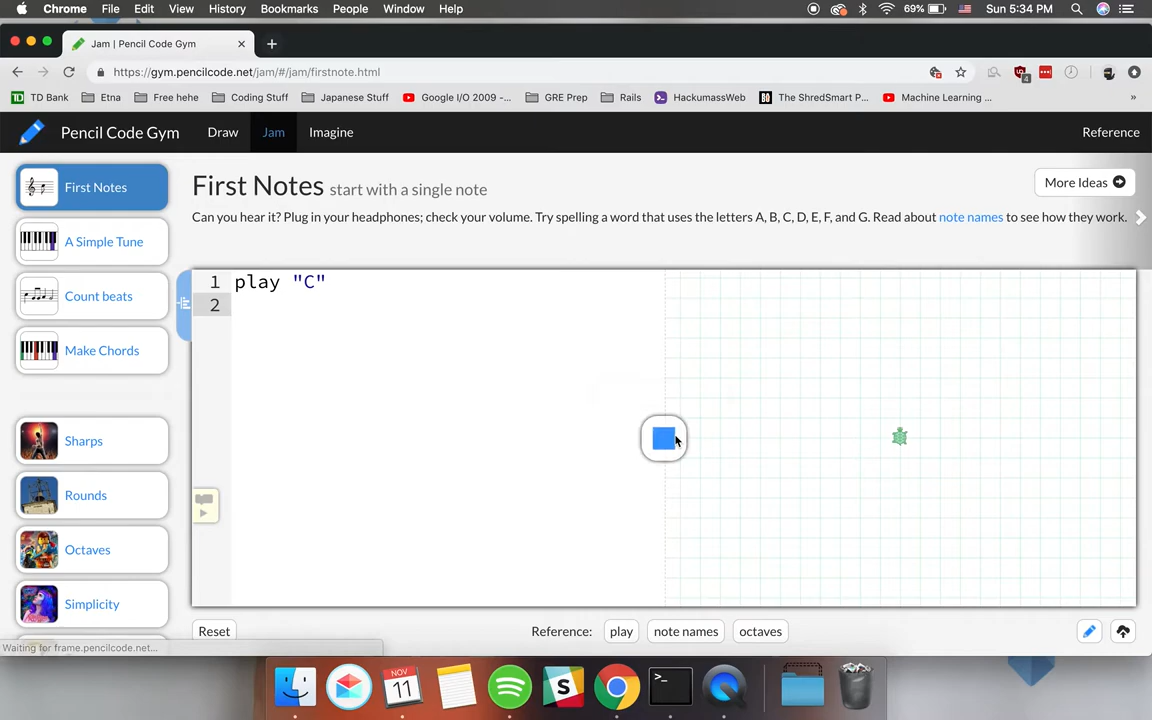 Chrome File Edit View History Bookmarks People Window Help 69% Sun 5:34 PM
Jam | Pencil Code Gym
https://gym.pencilcode.net/jam/#/jam/firstnote.html
4
TD Bank Etna Free hehe Coding Stuff Japanese Stuff Google I/O 2009 -... GRE Prep Rails HackumassWeb The ShredSmart P... Machine Learning ... »
Pencil Code Gym Draw Jam Imagine Reference
First Notes
A Simple Tune
Count beats
Make Chords
Sharps
Rounds
Octaves
Simplicity
First Notes start with a single note
More Ideas
Can you hear it? Plug in your headphones; check your volume. Try spelling a word that uses the letters A, B, C, D, E, F, and G. Read about note names to see how they work.
1 play "C"
2
Reset Reference: play note names octaves
Waiting for frame.pencilcode.net...
NOV
11
S
>_